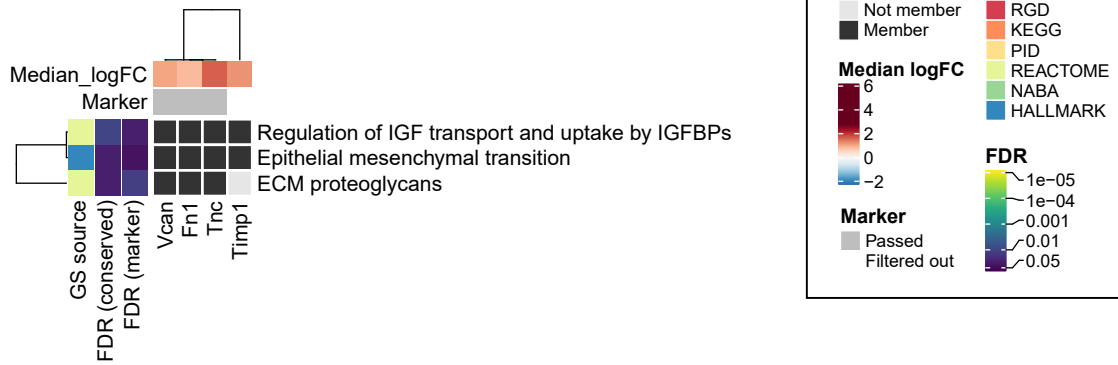 Median_logFC
Marker
Regulation of IGF transport and uptake by IGFBPs
Epithelial mesenchymal transition
ECM proteoglycans
GS source
FDR (conserved)
FDR (marker)
Vcan
Fn1
Tnc
Timp1
Not member
Member
Median logFC
6
4
2
0
−2
Marker
Passed
Filtered out
RGD
KEGG
PID
REACTOME
NABA
HALLMARK
FDR
1e−05
1e−04
0.001
0.01
0.05